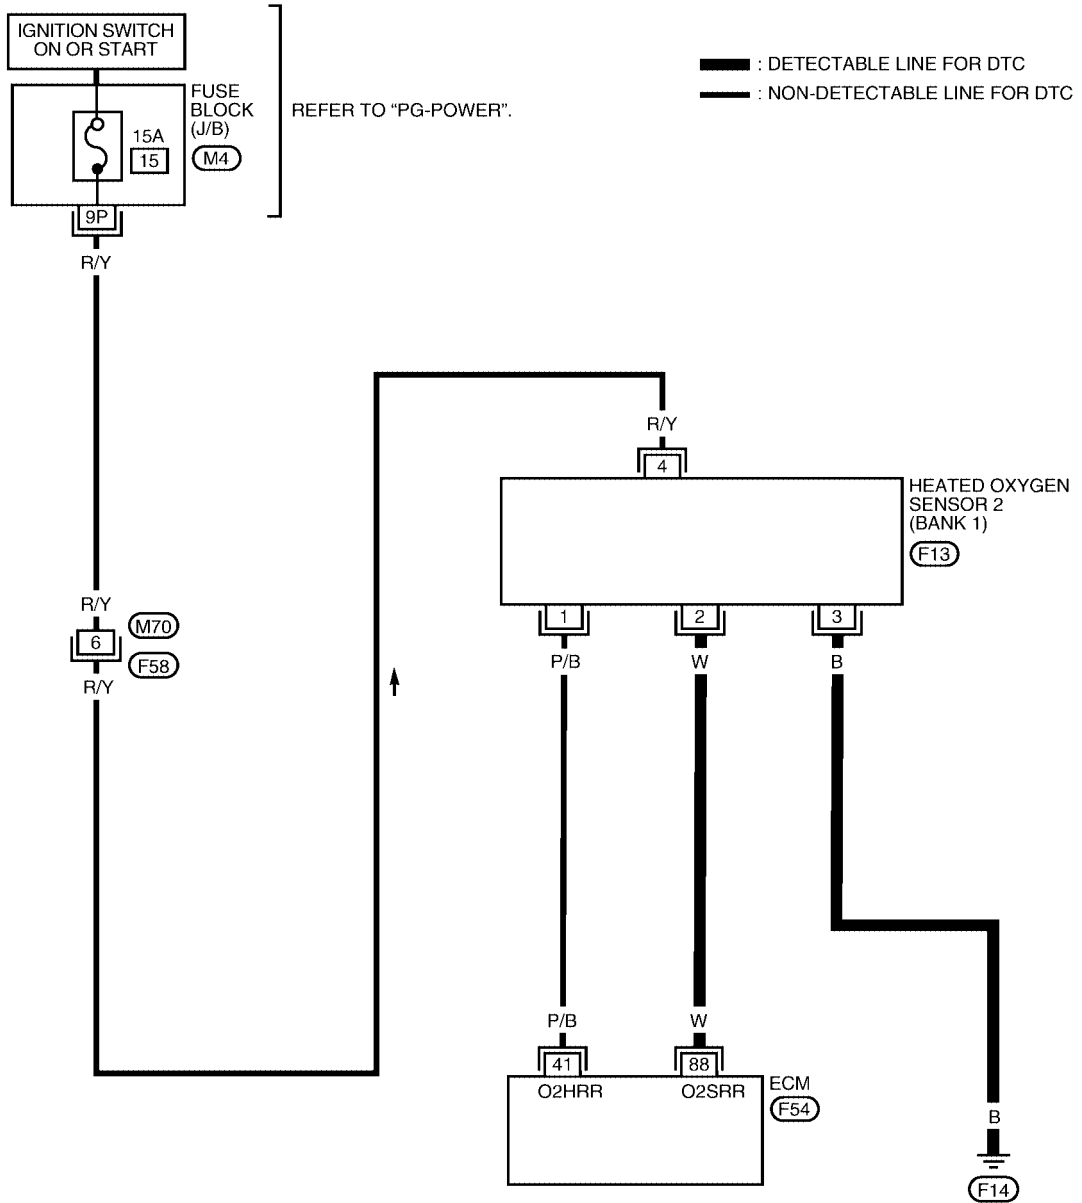 IGNITION SWITCH
ON OR START
FUSE
BLOCK
(J/B)
M4
15A
15
9P
REFER TO “PG-POWER”.
: DETECTABLE LINE FOR DTC
: NON-DETECTABLE LINE FOR DTC
R/Y
R/Y
4
HEATED OXYGEN
SENSOR 2
(BANK 1)
F13
R/Y
6
M70
F58
R/Y
1
2
3
P/B
W
B
P/B
W
41
88
O2HRR
O2SRR
ECM
F54
B
F14